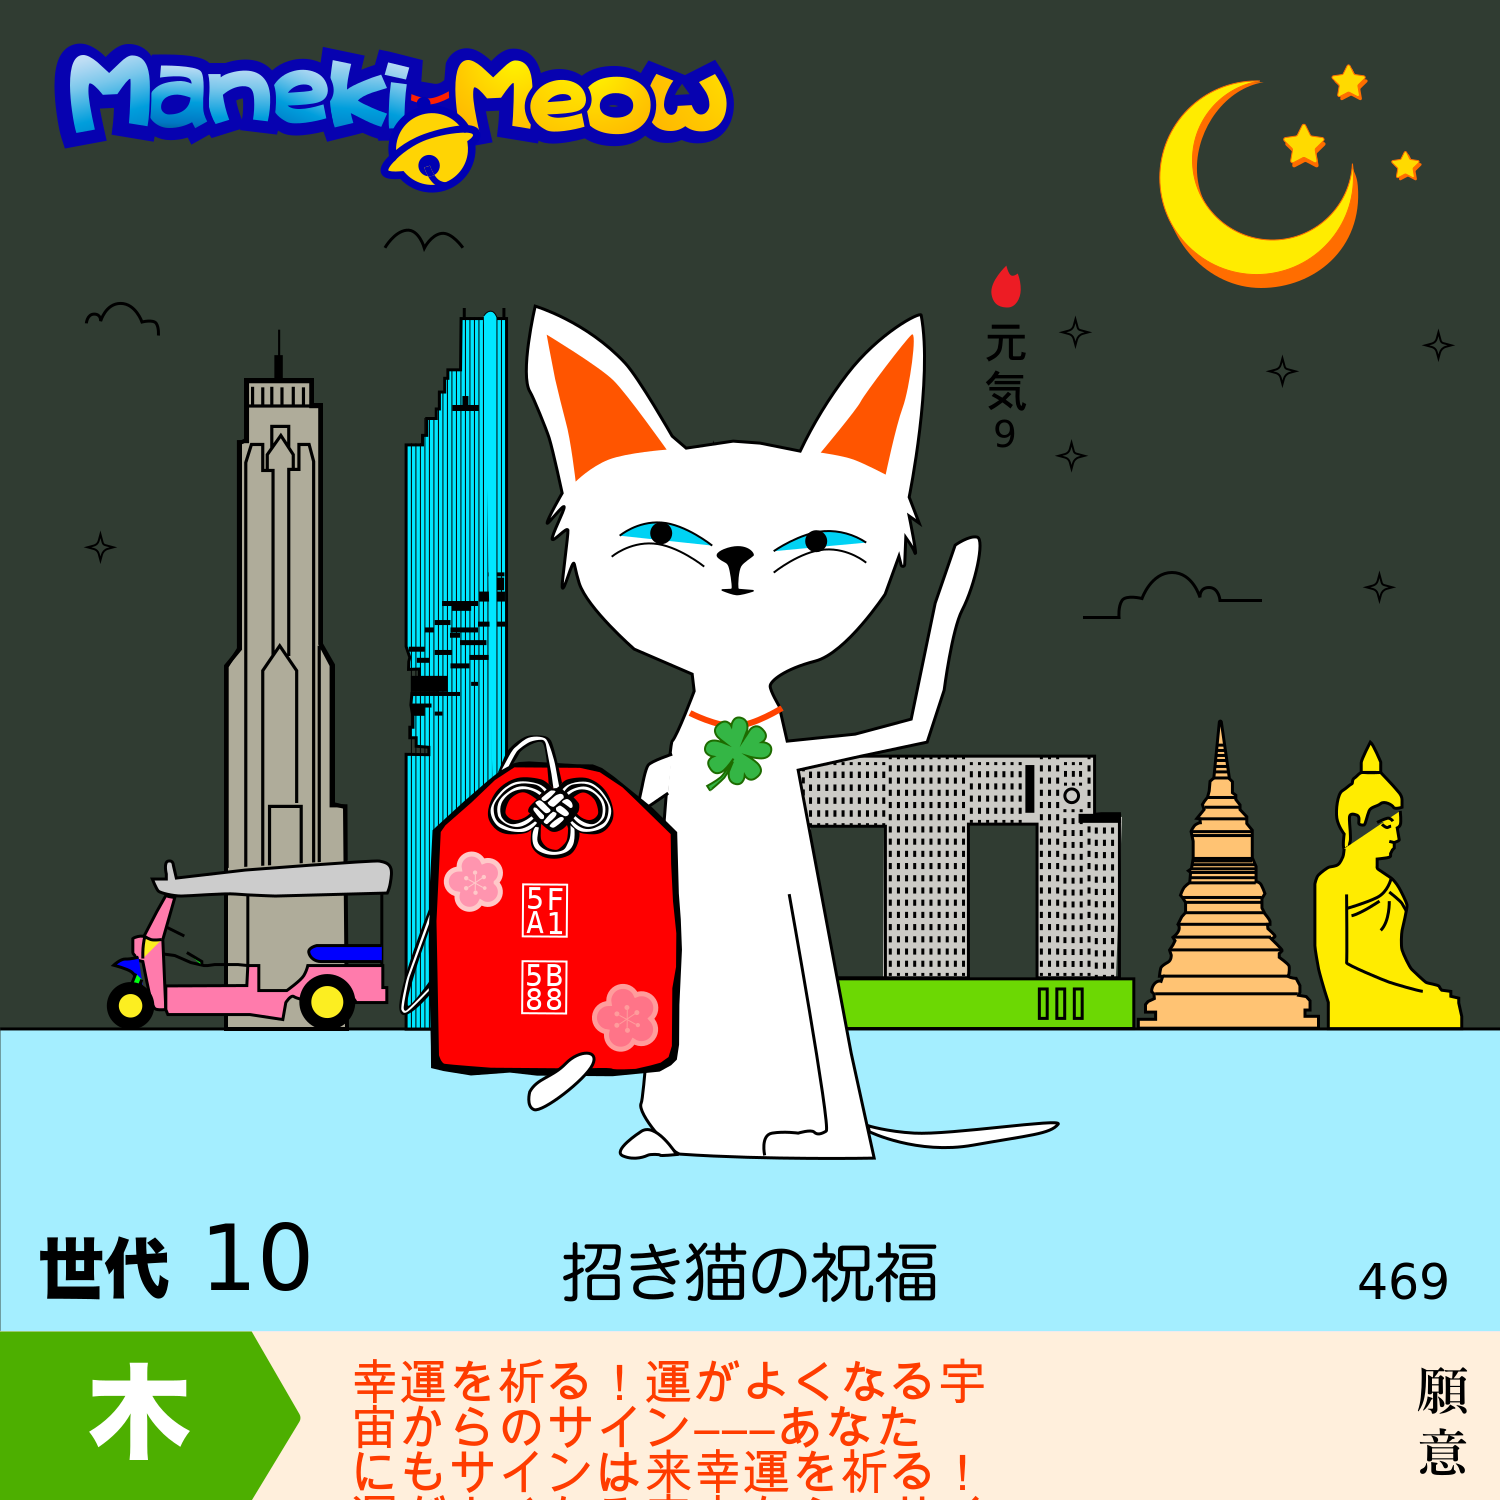 Maneki-Meow
元
気
9
5F
A1
5B
88
世代 10
招き猫の祝福
469
木
幸運を祈る！運がよくなる宇
宙からのサイン———あなた
にもサインは来幸運を祈る！
願
意